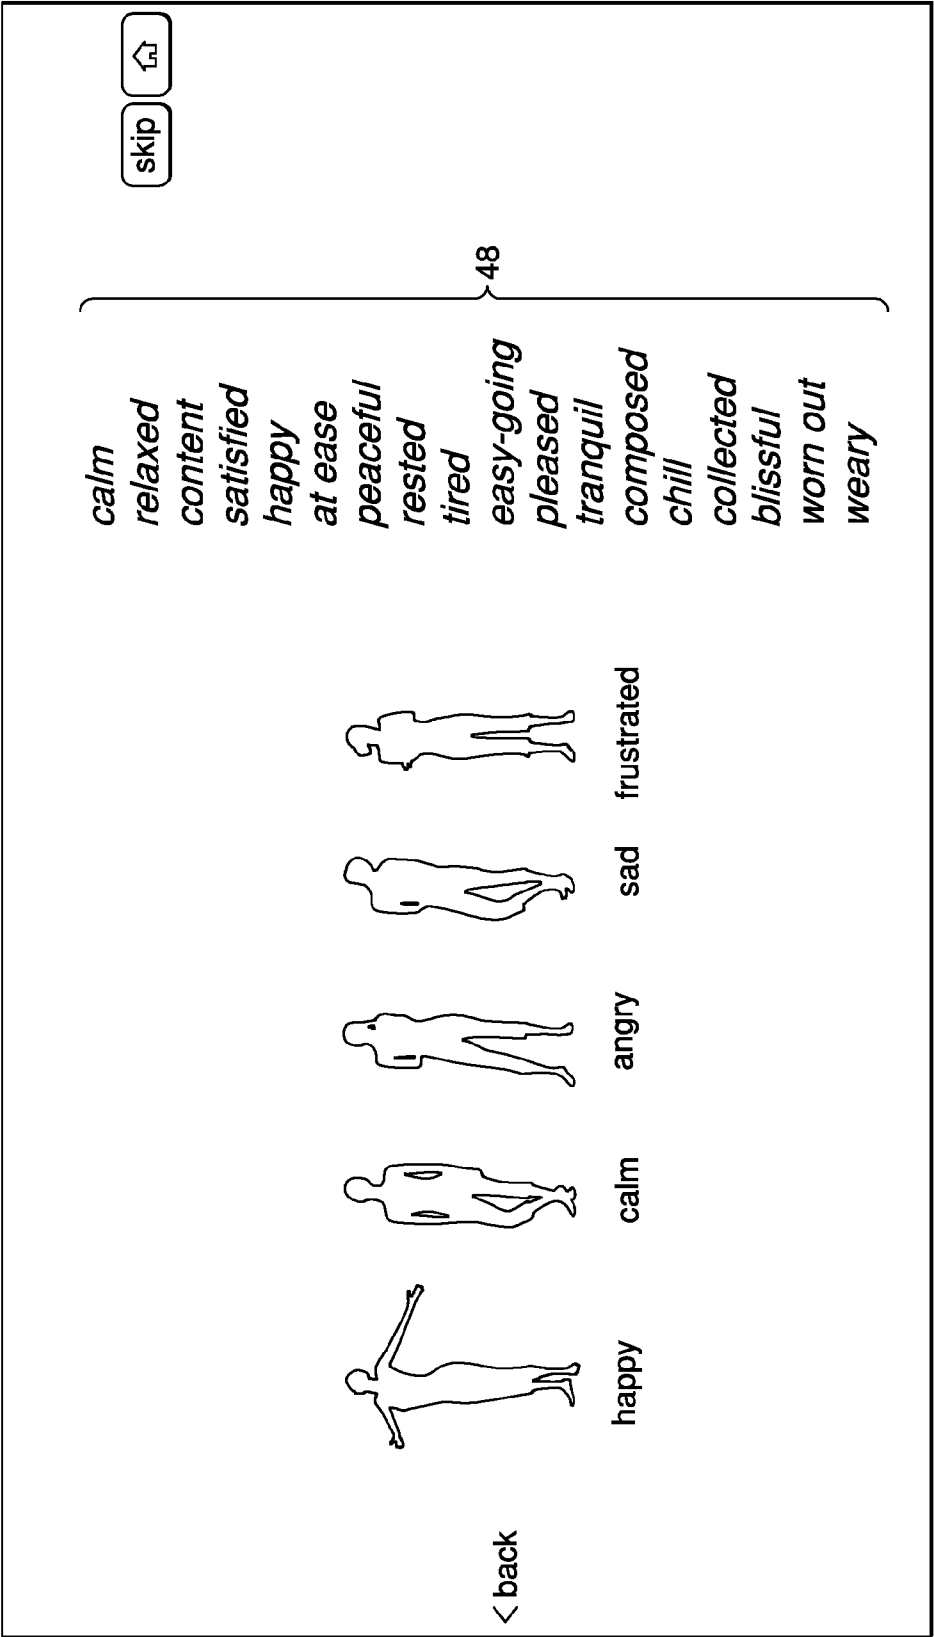 skip
calm
relaxed
content
satisfied
happy
at ease
peaceful
rested
tired
easy-going
pleased
tranquil
composed
chill
collected
blissful
worn out
weary
48
< back
happy calm angry sad frustrated